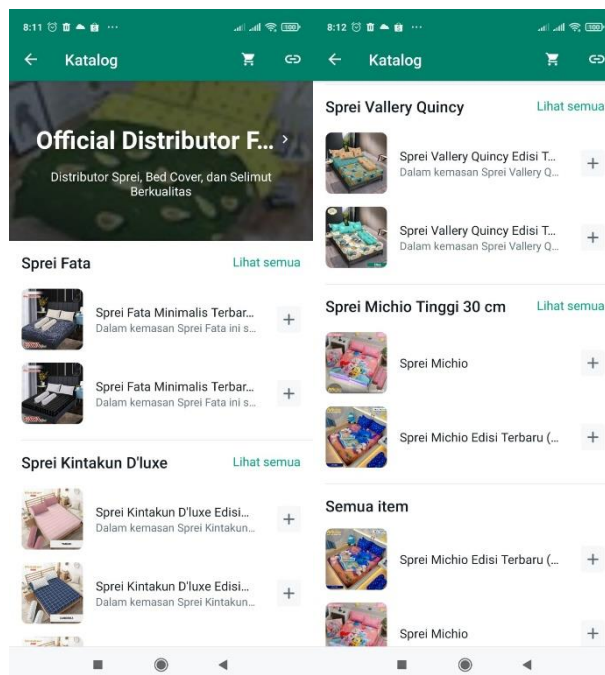 8:11
100
Katalog
Official Distributor F...
Distributor Sprei, Bed Cover, dan Selimut
Berkualitas
Sprei Fata
Lihat semua
Sprei Fata Minimalis Terbar...
Dalam kemasan Sprei Fata ini s...
Sprei Fata Minimalis Terbar...
Dalam kemasan Sprei Fata ini s...
Sprei Kintakun D'luxe
Lihat semua
Sprei Kintakun D'luxe Edisi...
Dalam kemasan Sprei Kintakun...
Sprei Kintakun D'luxe Edisi...
Dalam kemasan Sprei Kintakun...
8:12
100
Katalog
Sprei Vallery Quincy
Lihat semua
Sprei Vallery Quincy Edisi T...
Dalam kemasan Sprei Vallery Q...
Sprei Vallery Quincy Edisi T...
Dalam kemasan Sprei Vallery Q...
Sprei Michio Tinggi 30 cm
Lihat semua
Sprei Michio
Sprei Michio Edisi Terbaru (...
Semua item
Sprei Michio Edisi Terbaru (...
Sprei Michio